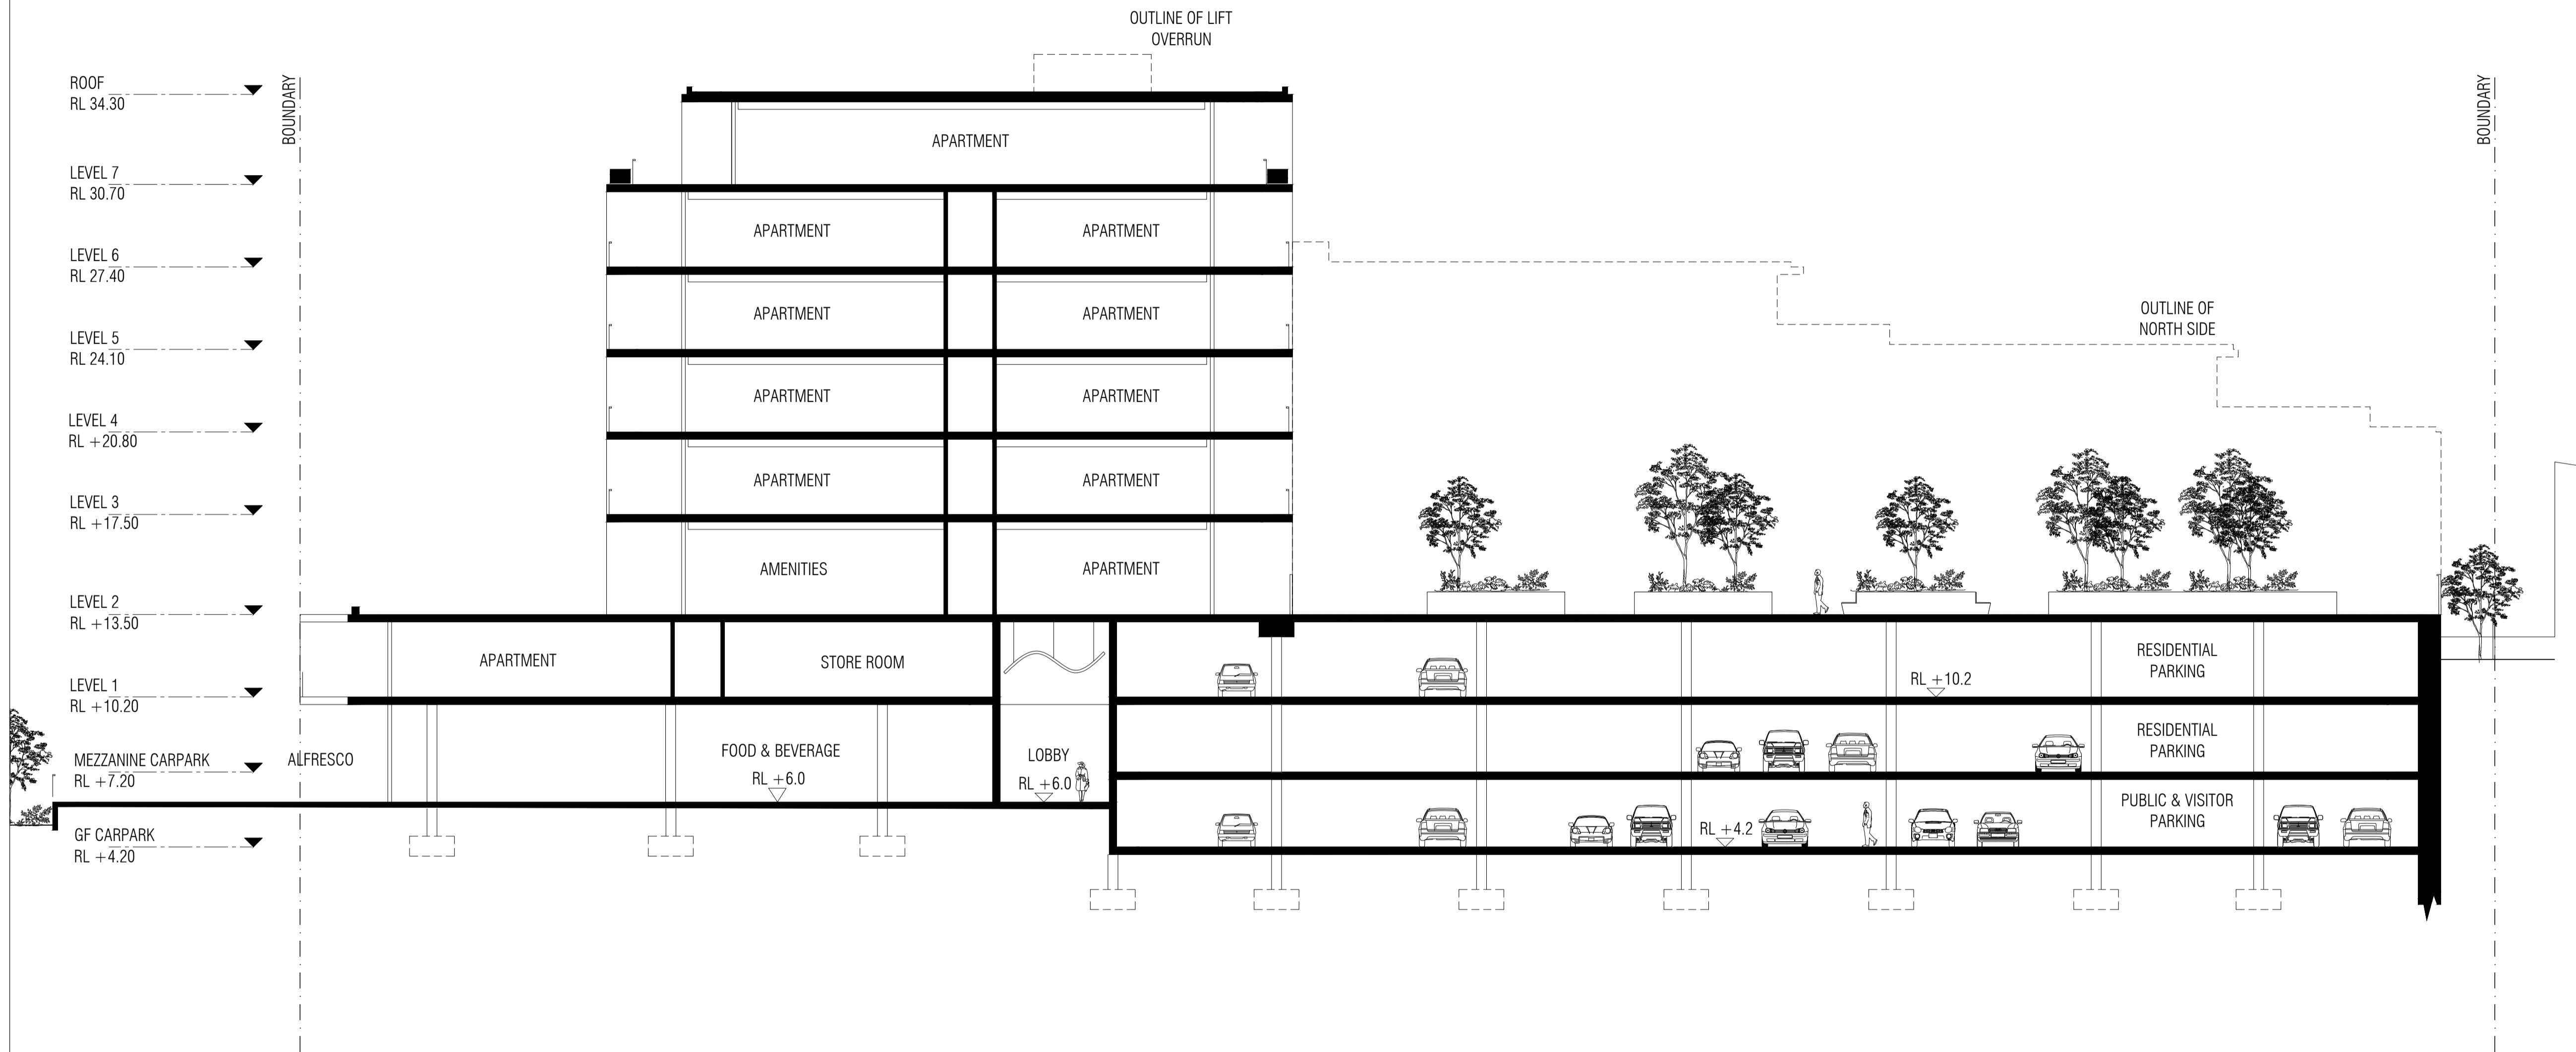 OUTLINE OF LIFT
OVERRUN
ROOF
RL 34.30
BOUNDARY
BOUNDARY
APARTMENT
LEVEL 7
RL 30.70
APARTMENT
APARTMENT
LEVEL 6
RL 27.40
APARTMENT
APARTMENT
OUTLINE OF
NORTH SIDE
LEVEL 5
RL 24.10
APARTMENT
APARTMENT
LEVEL 4
RL +20.80
APARTMENT
APARTMENT
LEVEL 3
RL +17.50
AMENITIES
APARTMENT
LEVEL 2
RL +13.50
APARTMENT
STORE ROOM
RESIDENTIAL
PARKING
RL +10.2
LEVEL 1
RL +10.20
RESIDENTIAL
PARKING
FOOD & BEVERAGE
RL +6.0
LOBBY
RL +6.0
MEZZANINE CARPARK
RL +7.20
ALFRESCO
PUBLIC & VISITOR
PARKING
RL +4.2
GF CARPARK
RL +4.20